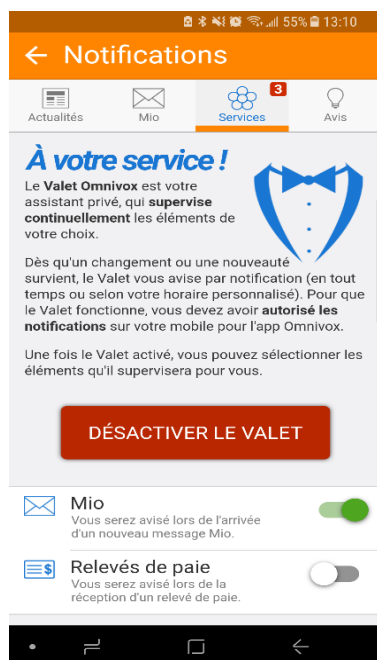 55% 13:10
← Notifications
3
Actualités Mio Services Avis
À votre service !
Le Valet Omnivox est votre
assistant privé, qui supervise
continuellement les éléments de
votre choix.
Dès qu'un changement ou une nouveauté
survient, le Valet vous avise par notification (en tout
temps ou selon votre horaire personnalisé). Pour que
le Valet fonctionne, vous devez avoir autorisé les
notifications sur votre mobile pour l'app Omnivox.
Une fois le Valet activé, vous pouvez sélectionner les
éléments qu'il supervisera pour vous.
DÉSACTIVER LE VALET
Mio
Vous serez avisé lors de l'arrivée
d'un nouveau message Mio.
Relevés de paie
Vous serez avisé lors de la
réception d'un relevé de paie.